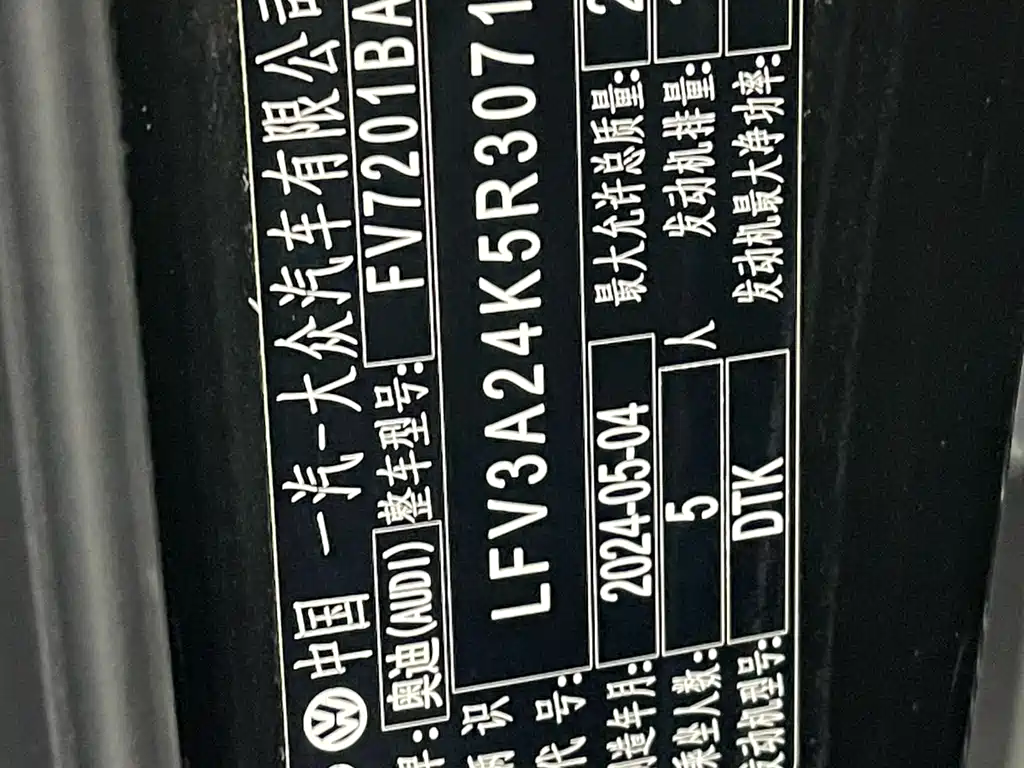 中国 一汽-大众汽车有限公司
奥迪(AUDI) 整车型号: FV7201BA
识 LFV3A24K5R3071
代号:
造车月: 2024-05-04 最大允许总质量: 2
乘坐人数: 5 人 发动机排量:
发动机型号: DTK 发动机最大净功率: